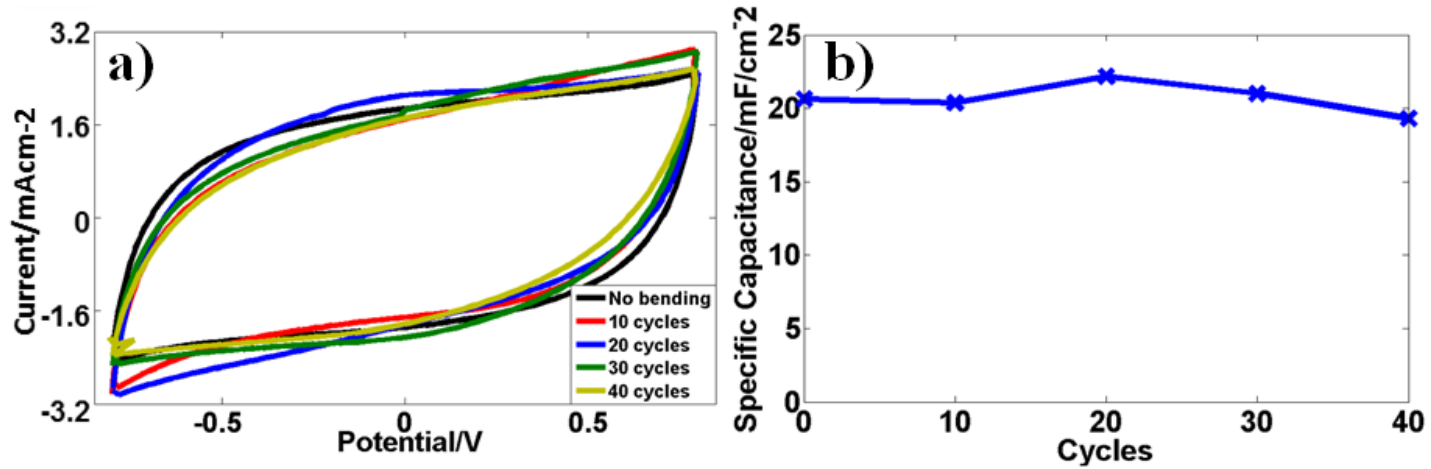 a)
Current/mAcm-2
3.2
1.6
0
-1.6
-3.2
-0.5
0
0.5
Potential/V
No bending
10 cycles
20 cycles
30 cycles
40 cycles
b)
Specific Capacitance/mF/cm-2
25
20
15
10
5
0
0
10
20
30
40
Cycles